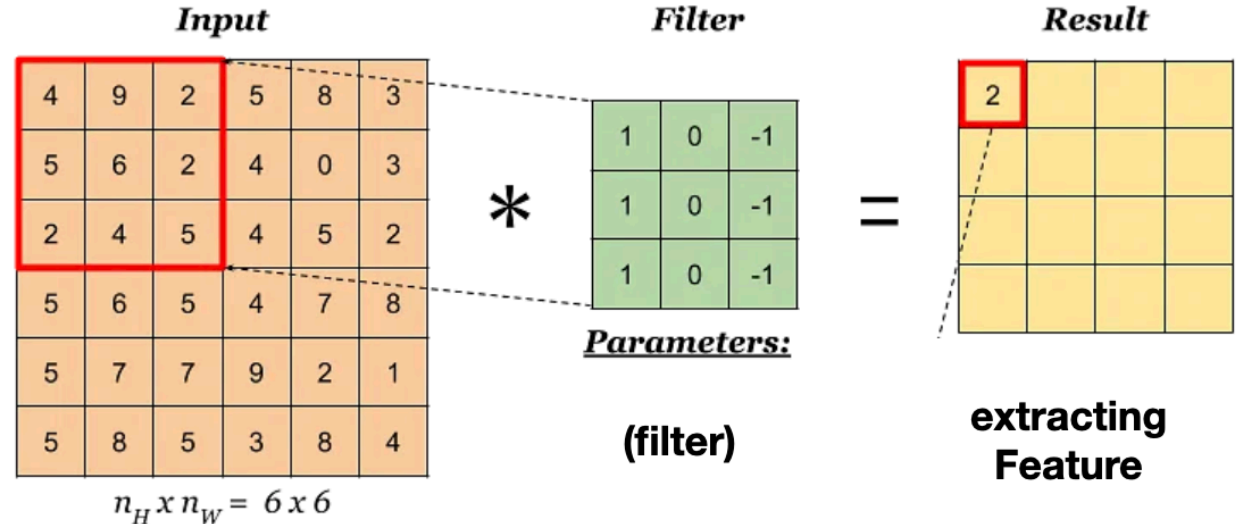 Input
Filter
Result
4 9 2 5 8 3
5 6 2 4 0 3
2 4 5 4 5 2
5 6 5 4 7 8
5 7 7 9 2 1
5 8 5 3 8 4
n_H x n_W = 6 x 6
*
1 0 -1
1 0 -1
1 0 -1
Parameters:
(filter)
=
2
extracting
Feature